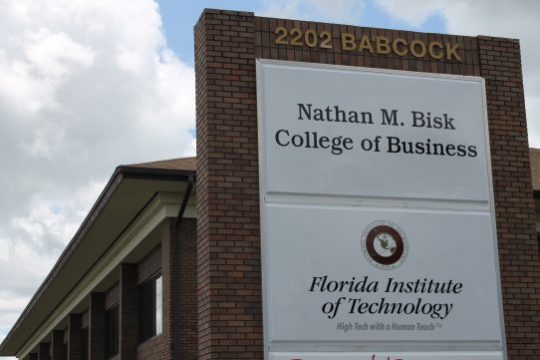 2202 BABCOCK
Nathan M. Bisk
College of Business
Florida Institute
of Technology
High Tech with a Human Touch™